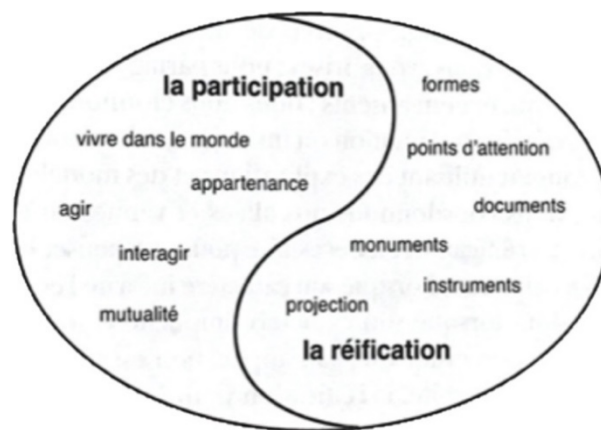 la participation
vivre dans le monde
appartenance
agir
interagir
mutualité
formes
points d'attention
documents
monuments
instruments
projection
la réification